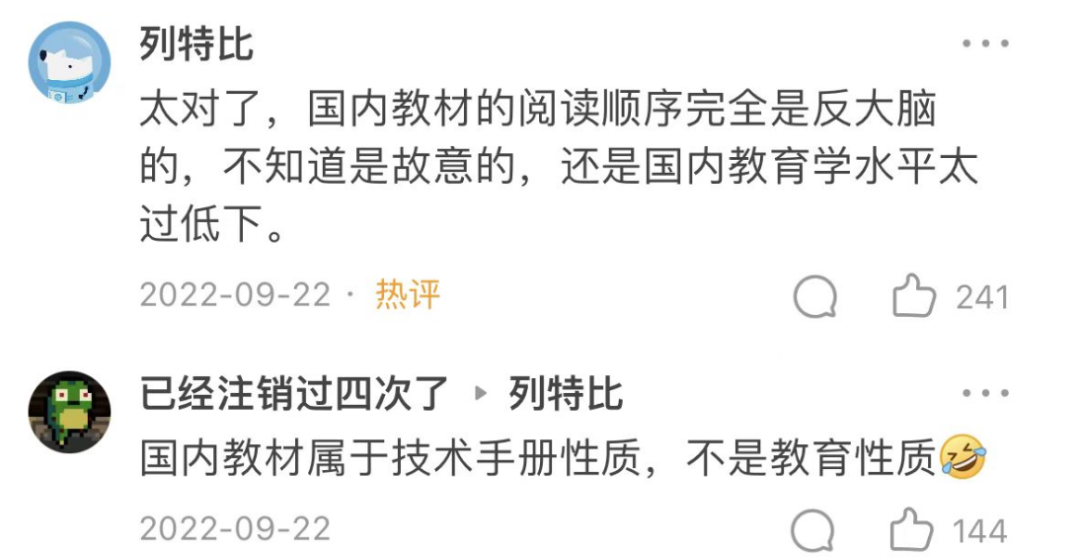 列特比
太对了，国内教材的阅读顺序完全是反大脑
的，不知道是故意的，还是国内教育学水平太
过低下。
2022-09-22 · 热评
241
已经注销过四次了 ▸ 列特比
国内教材属于技术手册性质，不是教育性质🤣
2022-09-22
144